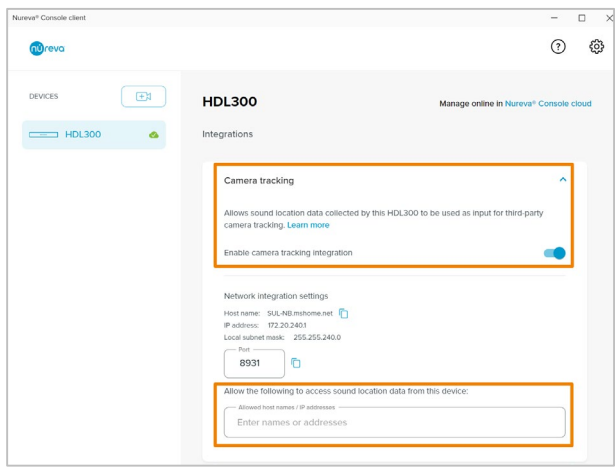 Nureva® Console client
nureva
DEVICES
HDL300
HDL300
Manage online in Nureva® Console cloud
Integrations
Camera tracking
Allows sound location data collected by this HDL300 to be used as input for third-party
camera tracking. Learn more
Enable camera tracking integration
Network integration settings
Host name: SUL-NB.mshome.net
IP address: 172.20.240.1
Local subnet mask: 255.255.240.0
Port
8931
Allow the following to access sound location data from this device:
Allowed host names / IP addresses
Enter names or addresses